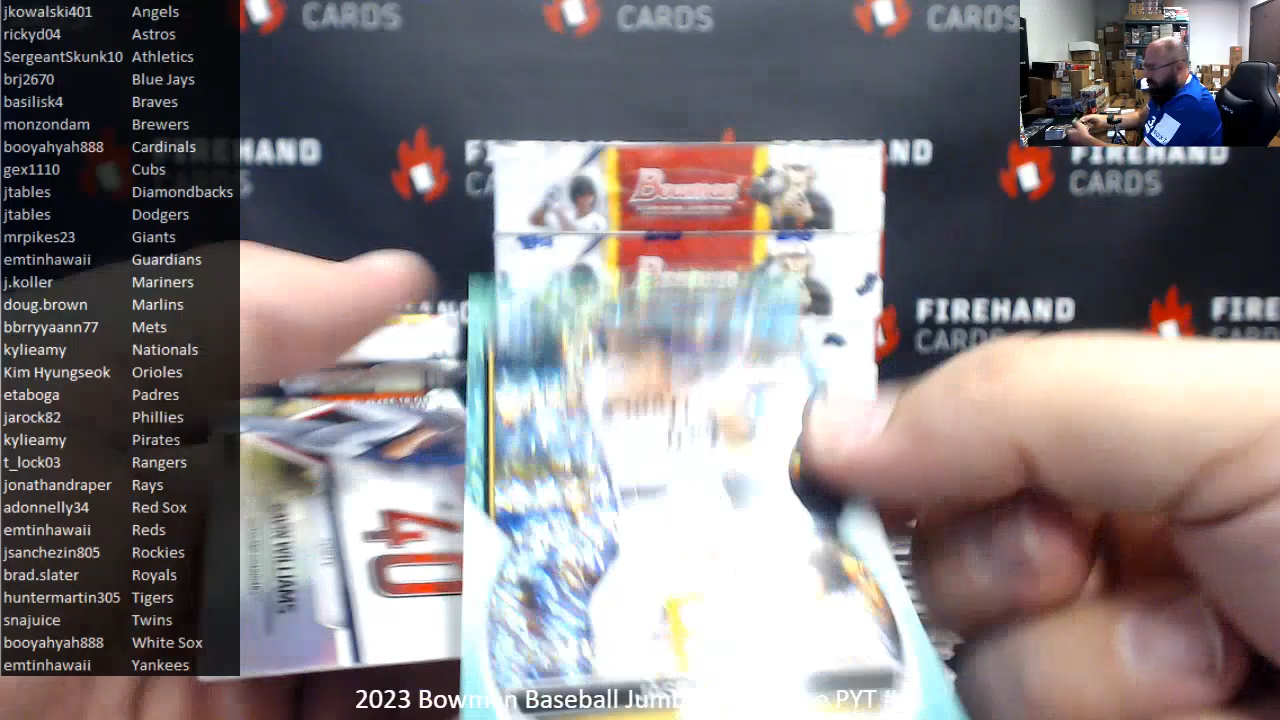 jkowalski401 Angels
rickyd04 Astros
SergeantSkunk10 Athletics
brj2670 Blue Jays
basilisk4 Braves
monzondam Brewers
booyahyah888 Cardinals
gex1110 Cubs
jtables Diamondbacks
jtables Dodgers
mrpikes23 Giants
emtinhawaii Guardians
j.koller Mariners
doug.brown Marlins
bbrryyaann77 Mets
kylieamy Nationals
Kim Hyungseok Orioles
etaboga Padres
jarock82 Phillies
kylieamy Pirates
t_lock03 Rangers
jonathandraper Rays
adonnelly34 Red Sox
emtinhawaii Reds
jsanchezin805 Rockies
brad.slater Royals
huntermartin305 Tigers
snajuice Twins
booyahyah888 White Sox
emtinhawaii Yankees
CARDS
CARDS
CARDS
FIREHAND
CARDS
FIREHAND
CARDS
Bowman
Bowman
FIREHAND
CARDS
FIREHAND
WILLIAMS
40
2023 Bowman Baseball PYT #